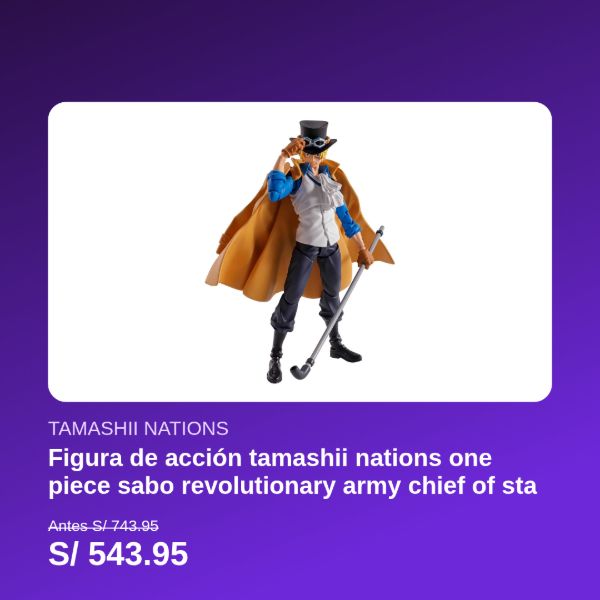 TAMASHII NATIONS
Figura de acción tamashii nations one
piece sabo revolutionary army chief of sta
Antes S/ 743.95
S/ 543.95